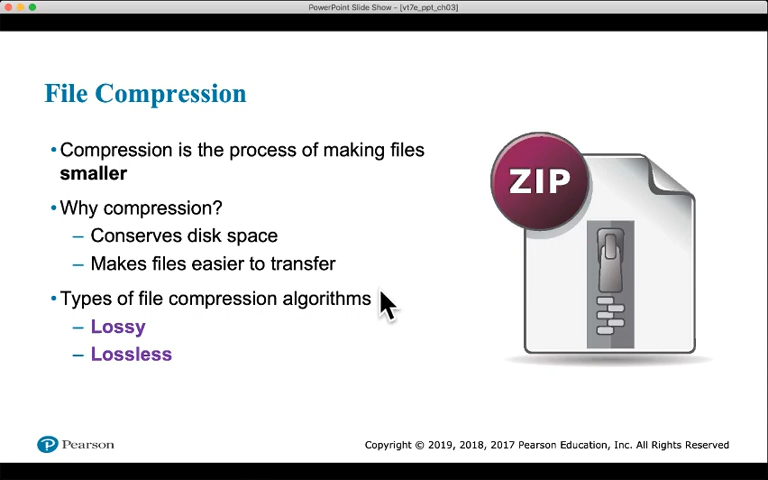 PowerPoint Slide Show - [vt7e_ppt_ch03]
File Compression
•Compression is the process of making files
smaller
•Why compression?
– Conserves disk space
– Makes files easier to transfer
•Types of file compression algorithms
– Lossy
– Lossless
ZIP
Pearson
Copyright © 2019, 2018, 2017 Pearson Education, Inc. All Rights Reserved